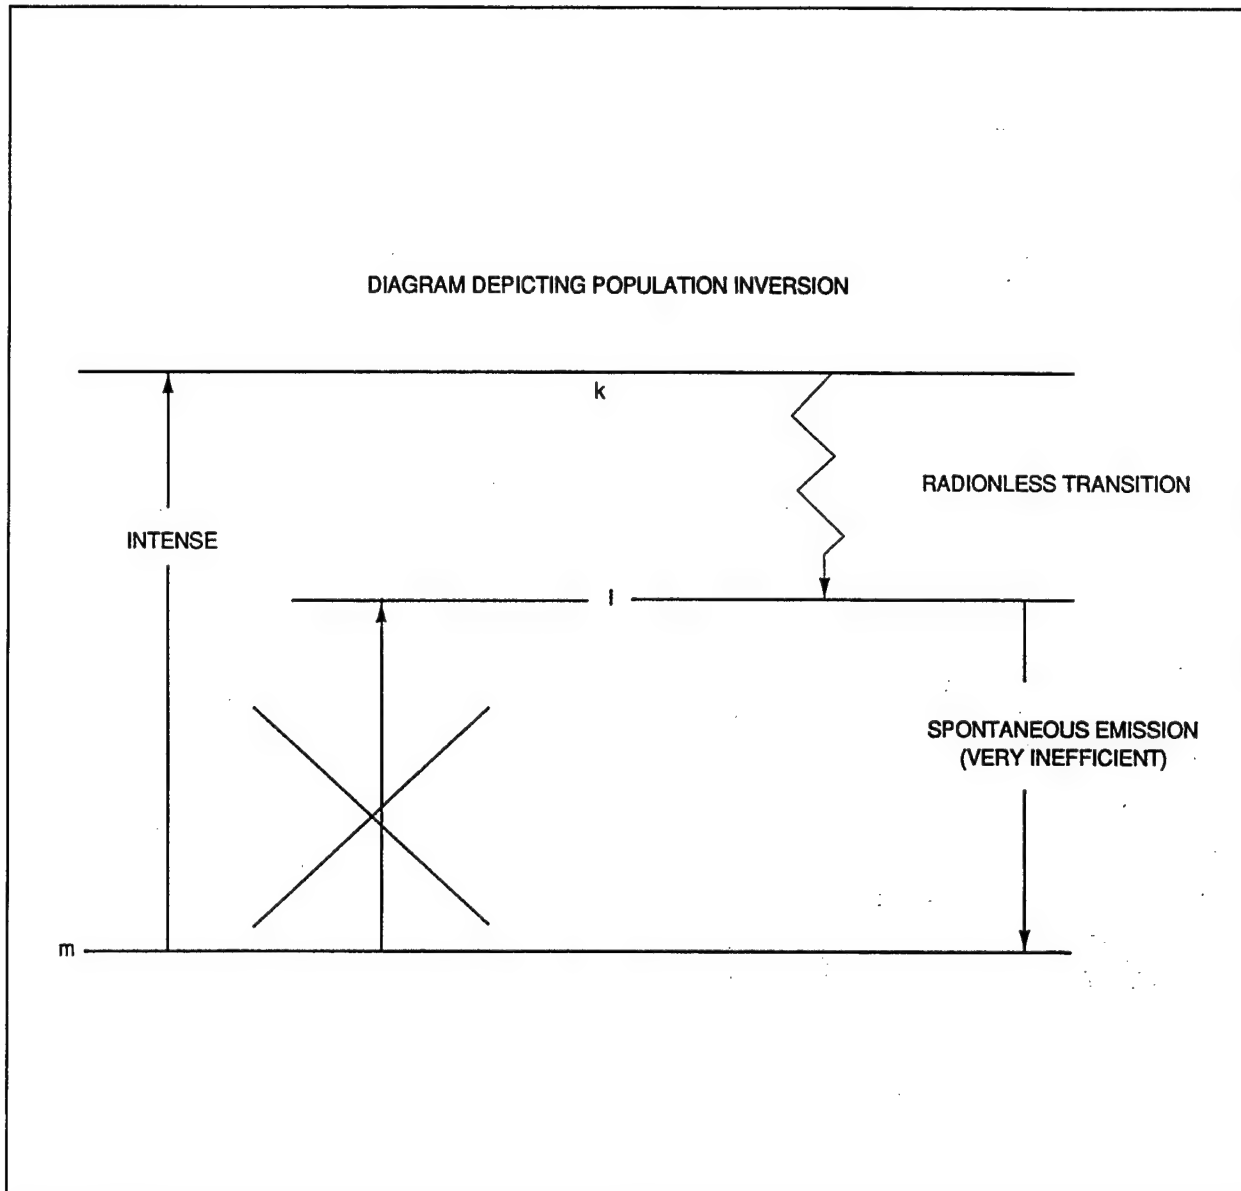 DIAGRAM DEPICTING POPULATION INVERSION
k
RADIONLESS TRANSITION
INTENSE
l
SPONTANEOUS EMISSION
(VERY INEFFICIENT)
m